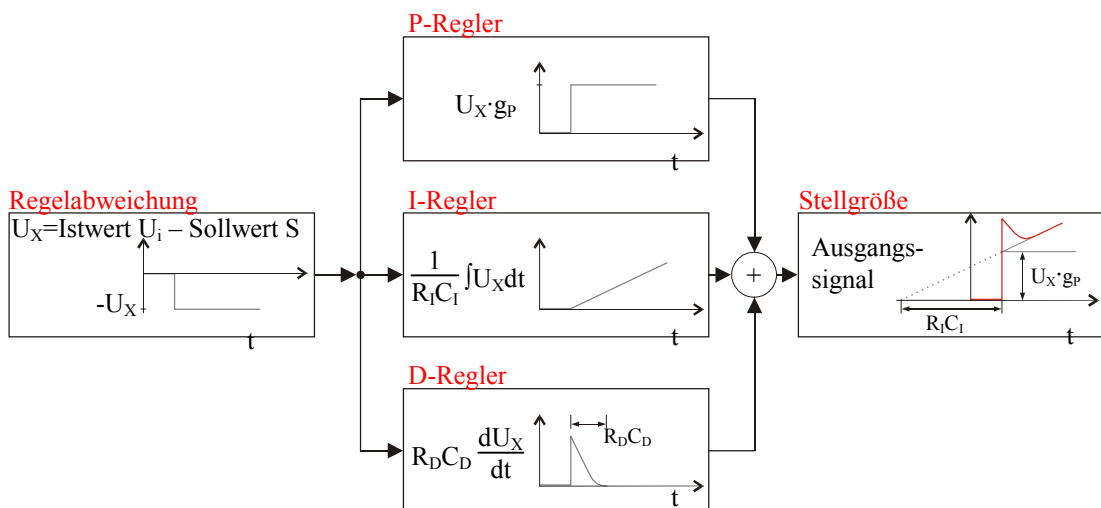 P-Regler
U_X·g_P
t
Regelabweichung
U_X=Istwert U_i – Sollwert S
-U_X
t
I-Regler
1
R_IC_I
∫U_Xdt
t
+
Stellgröße
Ausgangs-
signal
U_X·g_P
R_IC_I
t
D-Regler
R_DC_D
dU_X
dt
R_DC_D
t